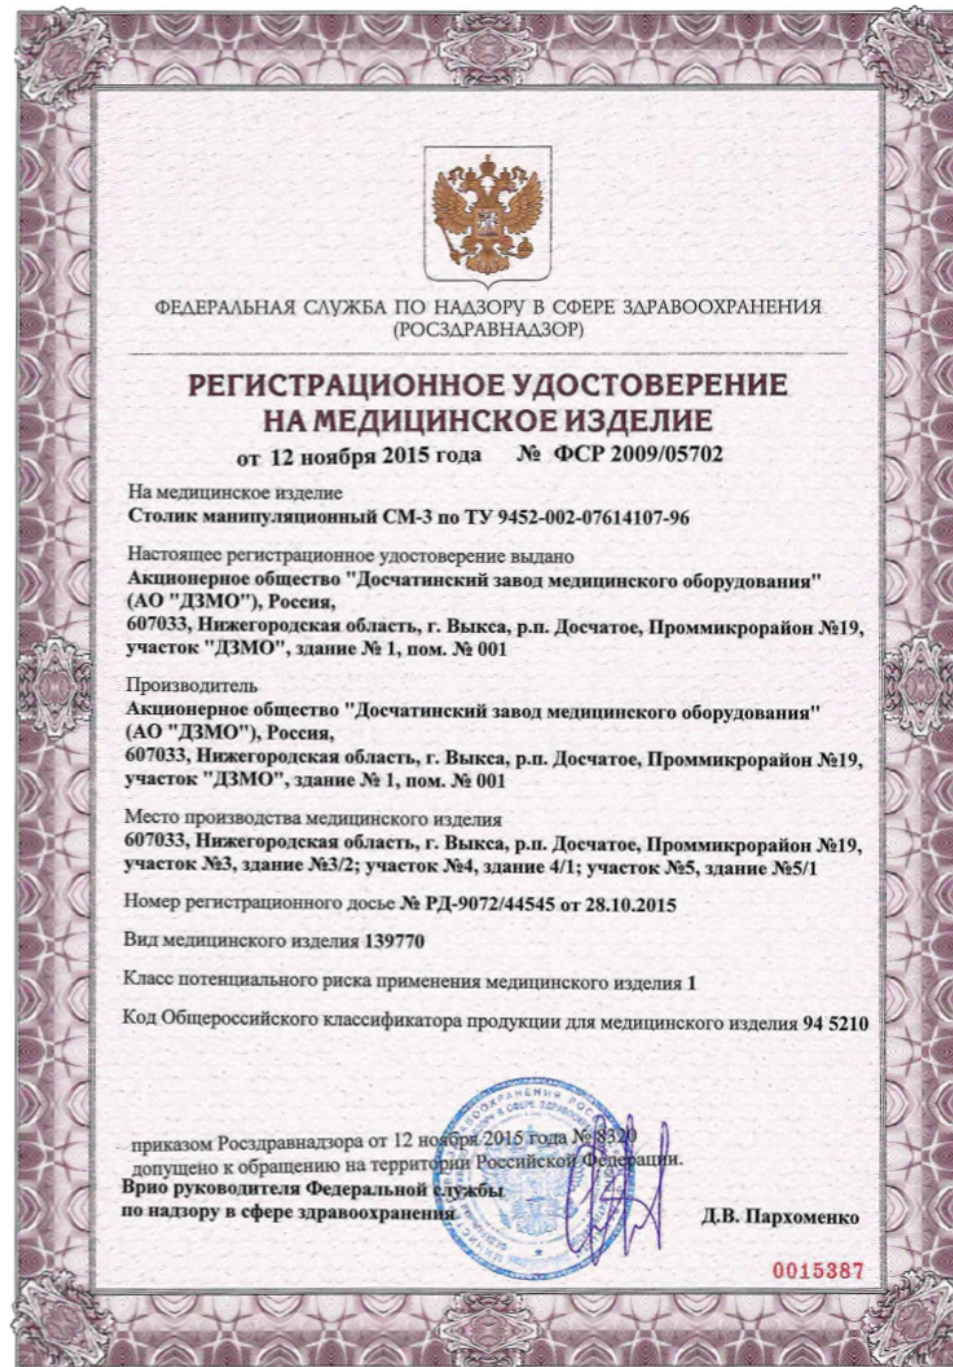 ФЕДЕРАЛЬНАЯ СЛУЖБА ПО НАДЗОРУ В СФЕРЕ ЗДРАВООХРАНЕНИЯ
(РОСЗДРАВНАДЗОР)
РЕГИСТРАЦИОННОЕ УДОСТОВЕРЕНИЕ
НА МЕДИЦИНСКОЕ ИЗДЕЛИЕ
от 12 ноября 2015 года № ФСР 2009/05702
На медицинское изделие
Столик манипуляционный СМ-3 по ТУ 9452-002-07614107-96
Настоящее регистрационное удостоверение выдано
Акционерное общество "Досчатинский завод медицинского оборудования"
(АО "ДЗМО"), Россия,
607033, Нижегородская область, г. Выкса, р.п. Досчатое, Проммикрорайон №19,
участок "ДЗМО", здание № 1, пом. № 001
Производитель
Акционерное общество "Досчатинский завод медицинского оборудования"
(АО "ДЗМО"), Россия,
607033, Нижегородская область, г. Выкса, р.п. Досчатое, Проммикрорайон №19,
участок "ДЗМО", здание № 1, пом. № 001
Место производства медицинского изделия
607033, Нижегородская область, г. Выкса, р.п. Досчатое, Проммикрорайон №19,
участок №3, здание №3/2; участок №4, здание 4/1; участок №5, здание №5/1
Номер регистрационного досье № РД-9072/44545 от 28.10.2015
Вид медицинского изделия 139770
Класс потенциального риска применения медицинского изделия 1
Код Общероссийского классификатора продукции для медицинского изделия 94 5210
приказом Росздравнадзора от 12 ноября 2015 года № 8320
допущено к обращению на территории Российской Федерации.
Врио руководителя Федеральной службы
по надзору в сфере здравоохранения
Д.В. Пархоменко
0015387